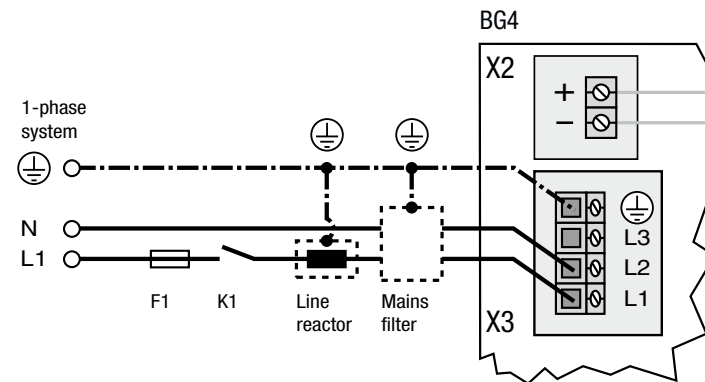 BG4
X2
+
−
1-phase
system
N
L1
F1
K1
Line
reactor
Mains
filter
L3
L2
L1
X3